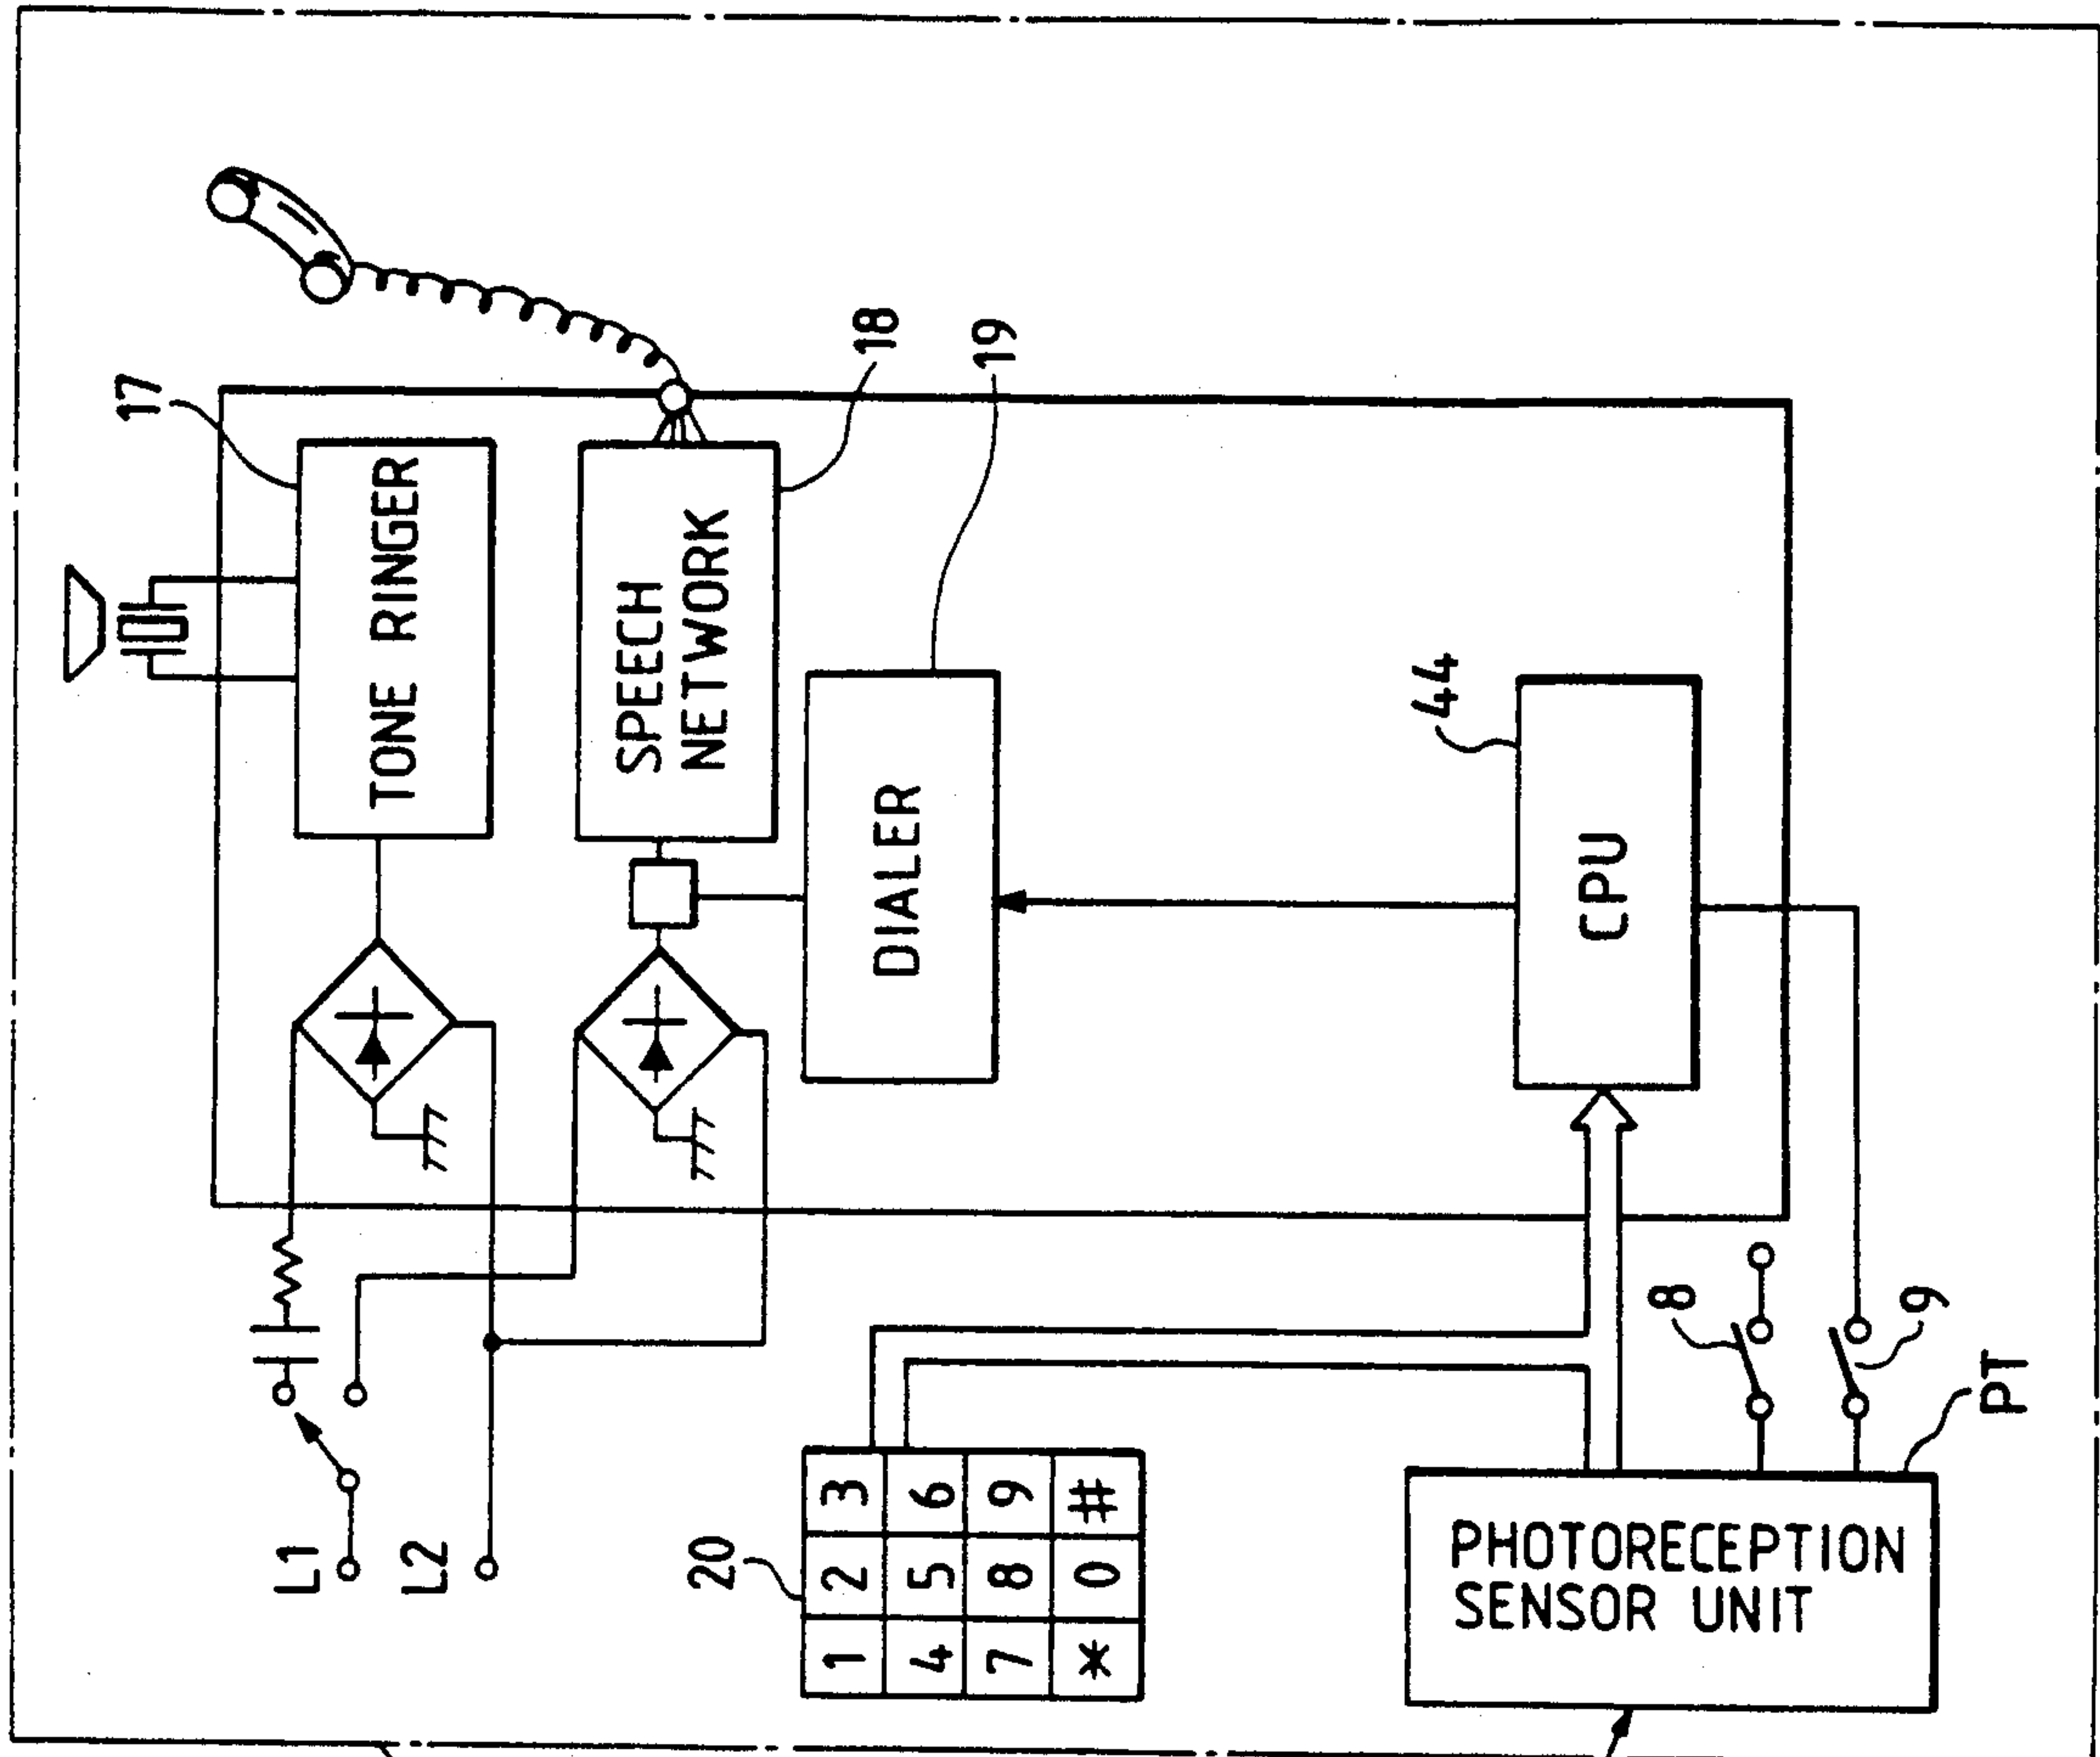 17
TONE RINGER
SPEECH
NETWORK
18
19
DIALER
44
CPU
L1
L2
20
1 2 3
4 5 6
7 8 9
* 0 #
8
9
PT
PHOTORECEPTION
SENSOR UNIT